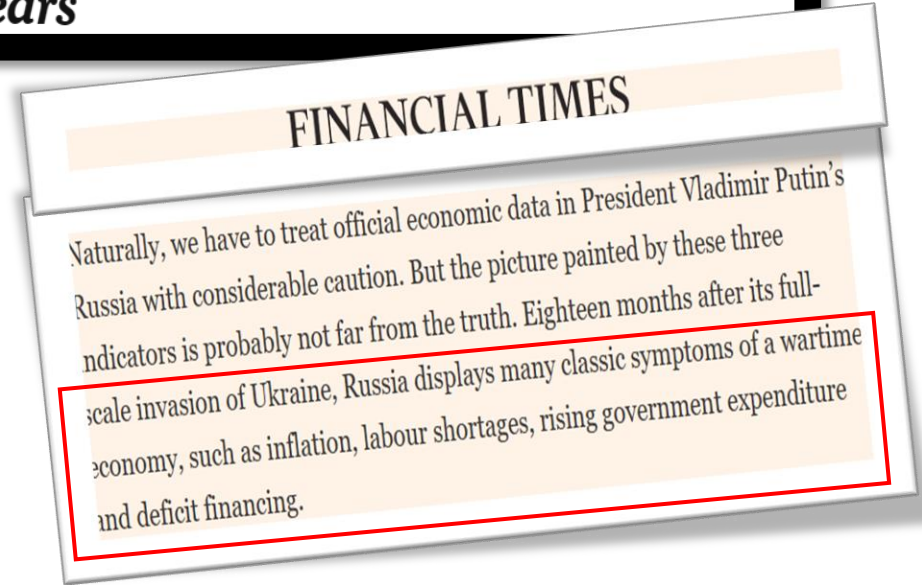 ears
FINANCIAL TIMES
Naturally, we have to treat official economic data in President Vladimir Putin's
Russia with considerable caution. But the picture painted by these three
ndicators is probably not far from the truth. Eighteen months after its full-
scale invasion of Ukraine, Russia displays many classic symptoms of a wartime
economy, such as inflation, labour shortages, rising government expenditure
and deficit financing.